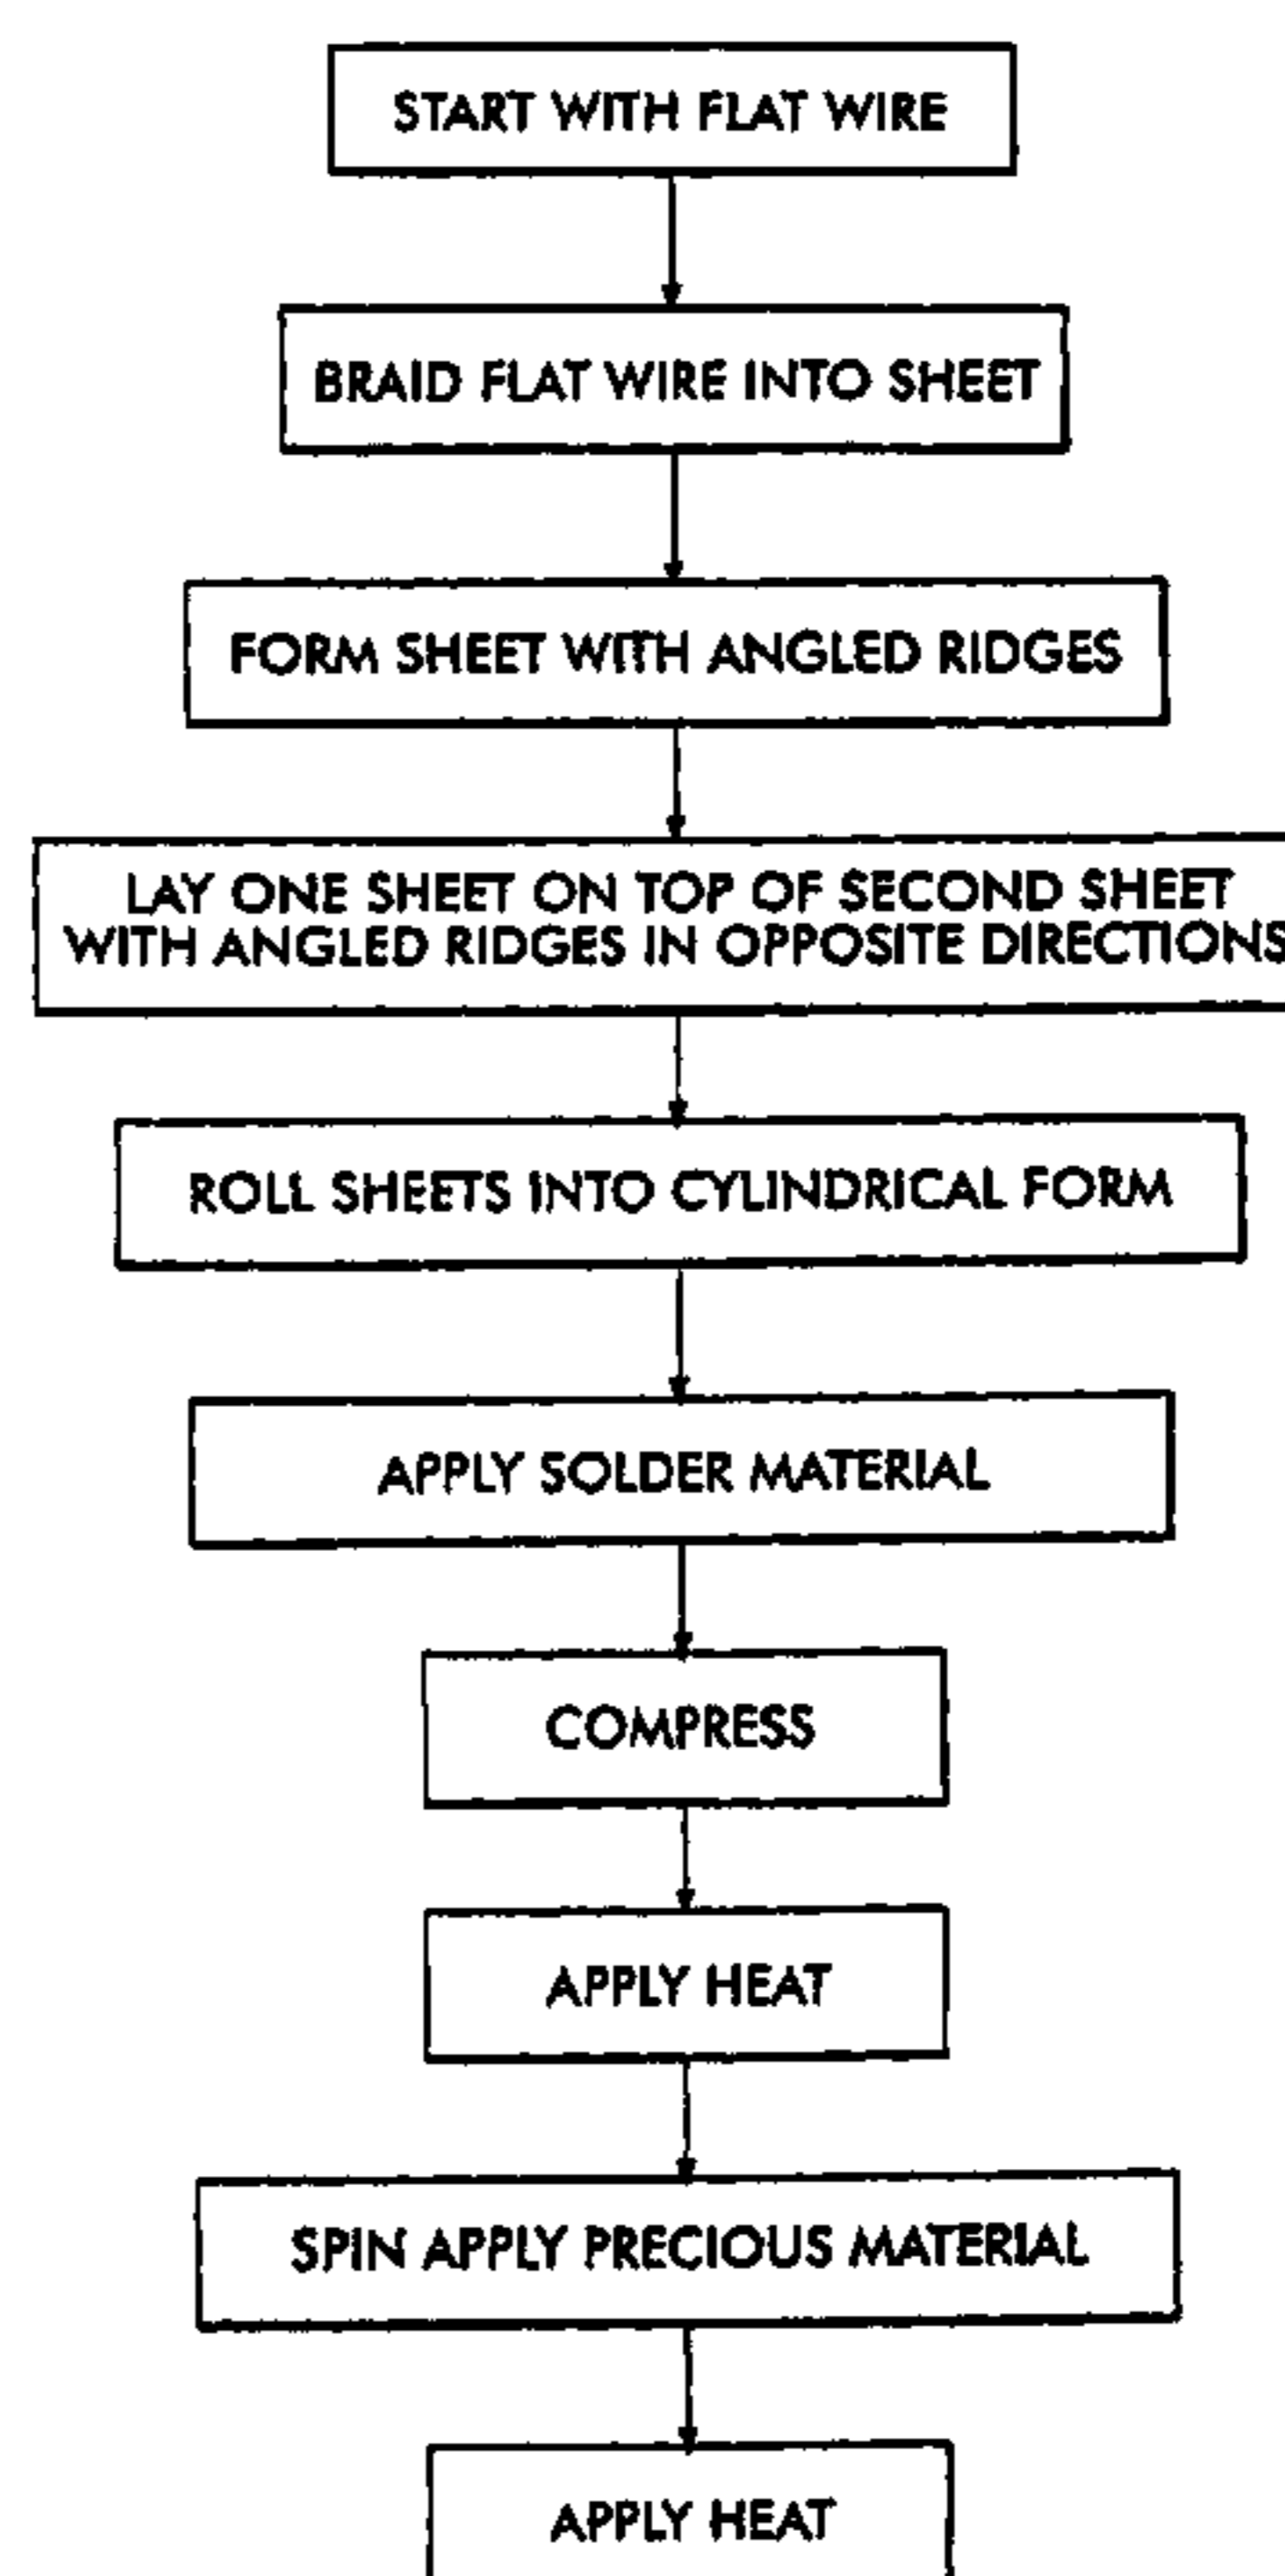 START WITH FLAT WIRE
BRAID FLAT WIRE INTO SHEET
FORM SHEET WITH ANGLED RIDGES
LAY ONE SHEET ON TOP OF SECOND SHEET
WITH ANGLED RIDGES IN OPPOSITE DIRECTIONS
ROLL SHEETS INTO CYLINDRICAL FORM
APPLY SOLDER MATERIAL
COMPRESS
APPLY HEAT
SPIN APPLY PRECIOUS MATERIAL
APPLY HEAT